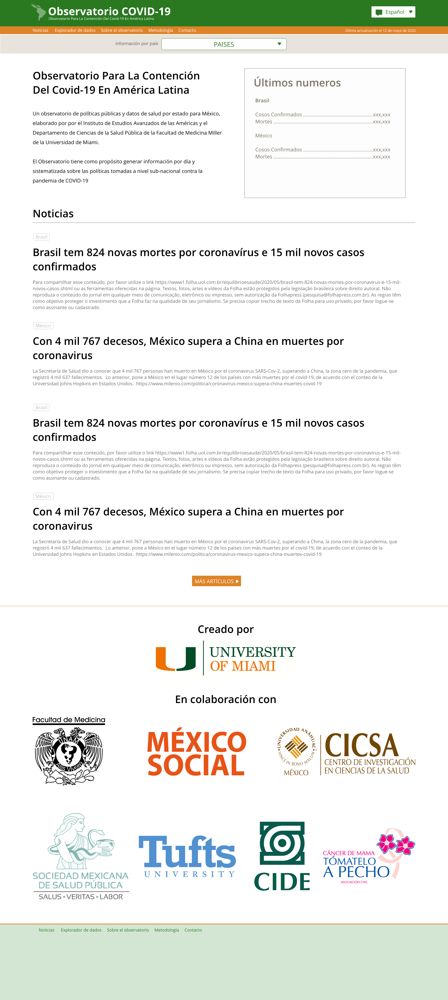 Observatorio COVID-19
Observatorio Para La Contención Del Covid-19 En América Latina
Español
Noticias Explorador de dados Sobre el observatorío Metodología Contacto
Última actualización el 12 de mayo de 2020
información por país
PAISES
Observatorio Para La Contención
Del Covid-19 En América Latina
Un observatorio de políticas públicas y datos de salud por estado para México,
elaborado por por el Instituto de Estudios Avanzados de las Américas y el
Departamento de Ciencias de la Salud Pública de la Facultad de Medicina Miller
de la Universidad de Miami.
El Observatorio tiene como propósito generar información por día y
sistematizada sobre las políticas tomadas a nivel sub-nacional contra la
pandemia de COVID-19
Últimos numeros
Brasil
Cosos Confirmados ....................................................xxx,xxx
Mortes ..........................................................................xxx,xxx
México
Cosos Confirmados ....................................................xxx,xxx
Mortes ..........................................................................xxx,xxx
Noticias
Brasil
Brasil tem 824 novas mortes por coronavírus e 15 mil novos casos
confirmados
Para compartilhar esse conteúdo, por favor utilize o link https://www1.folha.uol.com.br/equilibrioesaude/2020/05/brasil-tem-824-novas-mortes-por-coronavirus-e-15-mil-
novos-casos.shtml ou as ferramentas oferecidas na página. Textos, fotos, artes e vídeos da Folha estão protegidos pela legislação brasileira sobre direito autoral. Não
reproduza o conteúdo do jornal em qualquer meio de comunicação, eletrônico ou impresso, sem autorização da Folhapress (pesquisa@folhapress.com.br). As regras têm
como objetivo proteger o investimento que a Folha faz na qualidade de seu jornalismo. Se precisa copiar trecho de texto da Folha para uso privado, por favor logue-se
como assinante ou cadastrado.
México
Con 4 mil 767 decesos, México supera a China en muertes por
coronavirus
La Secretaría de Salud dio a conocer que 4 mil 767 personas han muerto en México por el coronavirus SARS-Cov-2, superando a China, la zona cero de la pandemia, que
registró 4 mil 637 fallecimientos. Lo anterior, pone a México en el lugar número 12 de los países con más muertes por el covid-19, de acuerdo con el conteo de la
Universidad Johns Hopkins en Estados Unidos. https://www.milenio.com/politica/coronavirus-mexico-supera-china-muertes-covid-19
Brasil
Brasil tem 824 novas mortes por coronavírus e 15 mil novos casos
confirmados
Para compartilhar esse conteúdo, por favor utilize o link https://www1.folha.uol.com.br/equilibrioesaude/2020/05/brasil-tem-824-novas-mortes-por-coronavirus-e-15-mil-
novos-casos.shtml ou as ferramentas oferecidas na página. Textos, fotos, artes e vídeos da Folha estão protegidos pela legislação brasileira sobre direito autoral. Não
reproduza o conteúdo do jornal em qualquer meio de comunicação, eletrônico ou impresso, sem autorização da Folhapress (pesquisa@folhapress.com.br). As regras têm
como objetivo proteger o investimento que a Folha faz na qualidade de seu jornalismo. Se precisa copiar trecho de texto da Folha para uso privado, por favor logue-se
como assinante ou cadastrado.
México
Con 4 mil 767 decesos, México supera a China en muertes por
coronavirus
La Secretaría de Salud dio a conocer que 4 mil 767 personas han muerto en México por el coronavirus SARS-Cov-2, superando a China, la zona cero de la pandemia, que
registró 4 mil 637 fallecimientos. Lo anterior, pone a México en el lugar número 12 de los países con más muertes por el covid-19, de acuerdo con el conteo de la
Universidad Johns Hopkins en Estados Unidos. https://www.milenio.com/politica/coronavirus-mexico-supera-china-muertes-covid-19
MÁS ARTÍCULOS
Creado por
UNIVERSITY
OF MIAMI
En colaboración con
Facultad de Medicina
Aliis Vivere
MÉXICO
SOCIAL
UNIVERSIDAD ANÁHUAC
VINCE IN BONO MALUM
MÉXICO
CICSA
CENTRO DE INVESTIGACIÓN
EN CIENCIAS DE LA SALUD
SOCIEDAD MEXICANA
DE SALUD PÚBLICA
SALUS • VERITAS • LABOR
Tufts
UNIVERSITY
CIDE
CÁNCER DE MAMA
TÓMATELO
A PECHO
ASOCIACIÓN CIVIL
Noticias Explorador de dados Sobre el observatorío Metodología Contacto